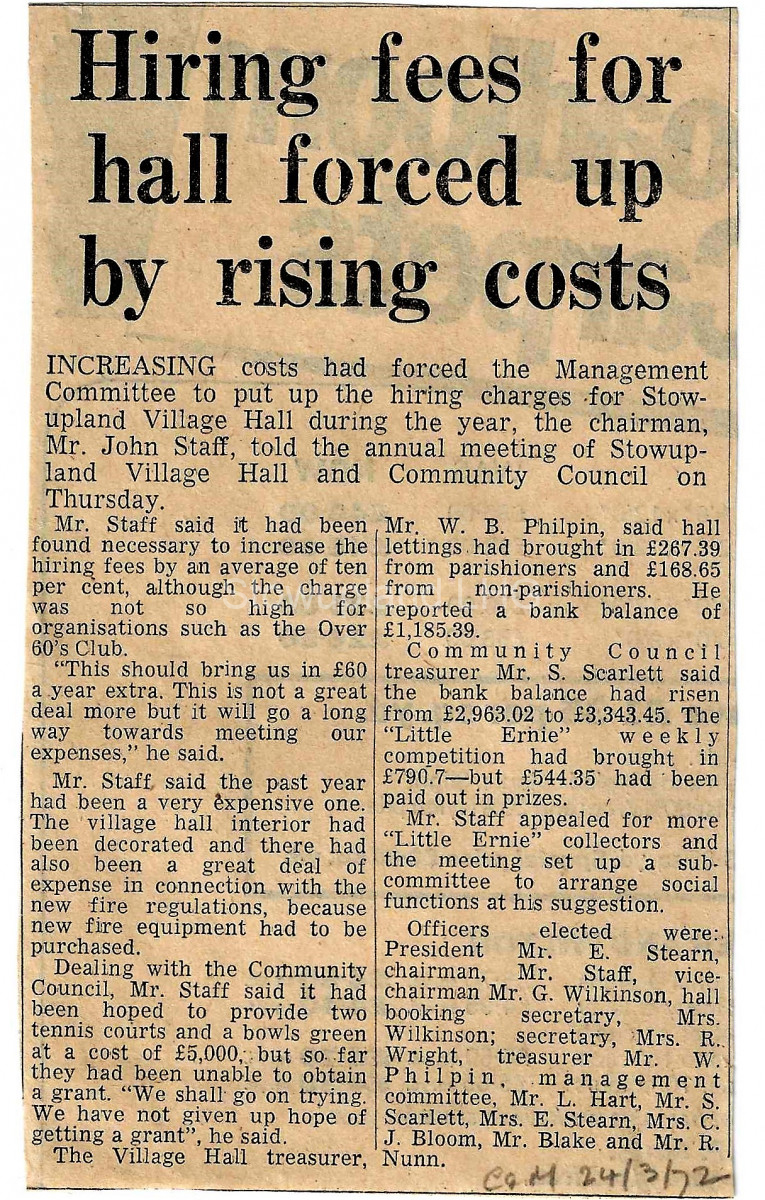 Hiring fees for
hall forced up
by rising costs
INCREASING costs had forced the Management
Committee to put up the hiring charges for Stow-
upland Village Hall during the year, the chairman,
Mr. John Staff, told the annual meeting of Stowup-
land Village Hall and Community Council on
Thursday.
Mr. Staff said it had been
found necessary to increase the
hiring fees by an average of ten
per cent, although the charge
was not so high for
organisations such as the Over
60's Club.
"This should bring us in £60
a year extra. This is not a great
deal more but it will go a long
way towards meeting our
expenses," he said.
Mr. Staff said the past year
had been a very expensive one.
The village hall interior had
been decorated and there had
also been a great deal of
expense in connection with the
new fire regulations, because
new fire equipment had to be
purchased.
Dealing with the Community
Council, Mr. Staff said it had
been hoped to provide two
tennis courts and a bowls green
at a cost of £5,000, but so far
they had been unable to obtain
a grant. "We shall go on trying.
We have not given up hope of
getting a grant", he said.
The Village Hall treasurer,
Mr. W. B. Philpin, said hall
lettings had brought in £267.39
from parishioners and £168.65
from non-parishioners. He
reported a bank balance of
£1,185.39.
Community Council
treasurer Mr. S. Scarlett said
the bank balance had risen
from £2,963.02 to £3,343.45. The
"Little Ernie" weekly
competition had brought in
£790.7—but £544.35 had been
paid out in prizes.
Mr. Staff appealed for more
"Little Ernie" collectors and
the meeting set up a sub-
committee to arrange social
functions at his suggestion.
Officers elected were:
President Mr. E. Stearn,
chairman, Mr. Staff, vice-
chairman Mr. G. Wilkinson, hall
booking secretary, Mrs.
Wilkinson; secretary, Mrs. R.
Wright, treasurer Mr. W.
Philpin, management
committee, Mr. L. Hart, Mr. S.
Scarlett, Mrs. E. Stearn, Mrs. C.
J. Bloom, Mr. Blake and Mr. R.
Nunn.
24/3/72